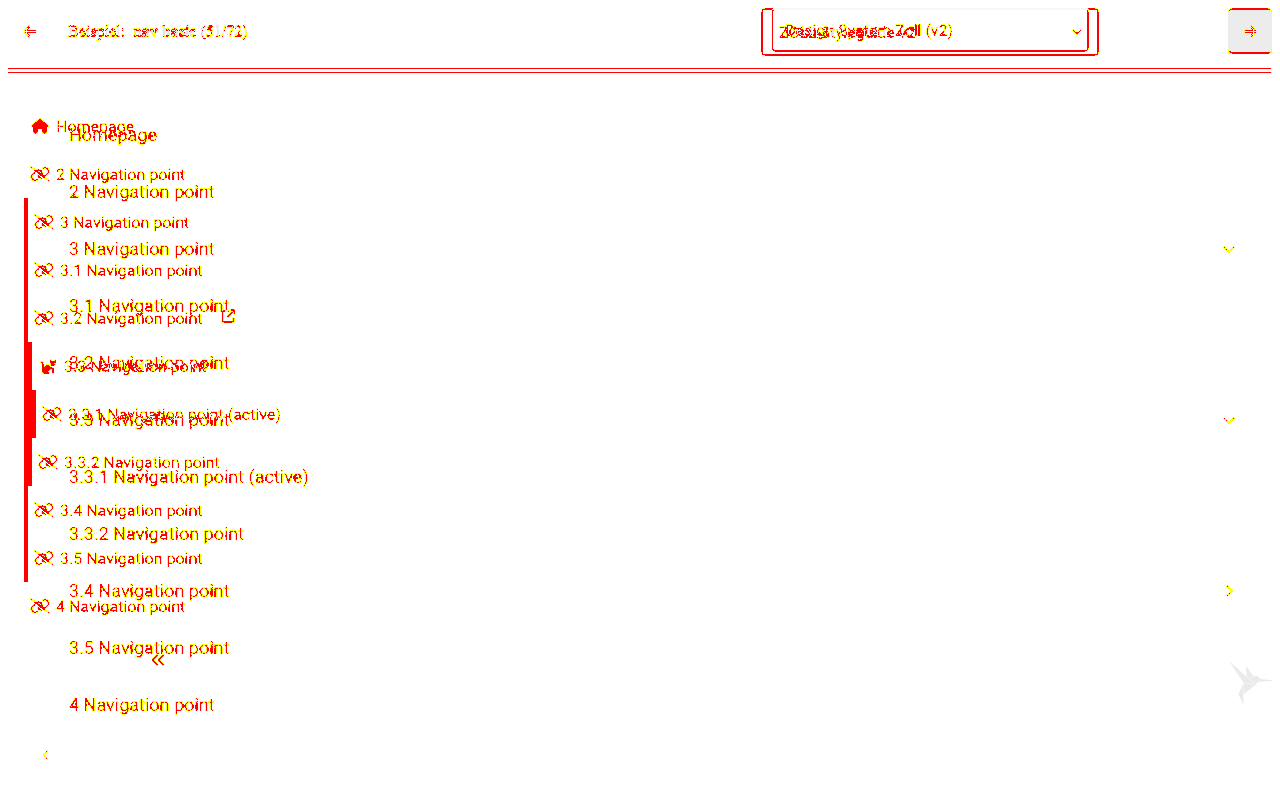 Beispiel: nav basic (51/72)
Design System Zoll (v2)
Homepage
Homepage
2 Navigation point
2 Navigation point
3 Navigation point
3 Navigation point
3.1 Navigation point
3.1 Navigation point
3.2 Navigation point
3.2 Navigation point
3.3 Navigation point
3.3.1 Navigation point (active)
3.3 Navigation point
3.3.2 Navigation point
3.3.1 Navigation point (active)
3.4 Navigation point
3.3.2 Navigation point
3.5 Navigation point
3.4 Navigation point
4 Navigation point
3.5 Navigation point
4 Navigation point